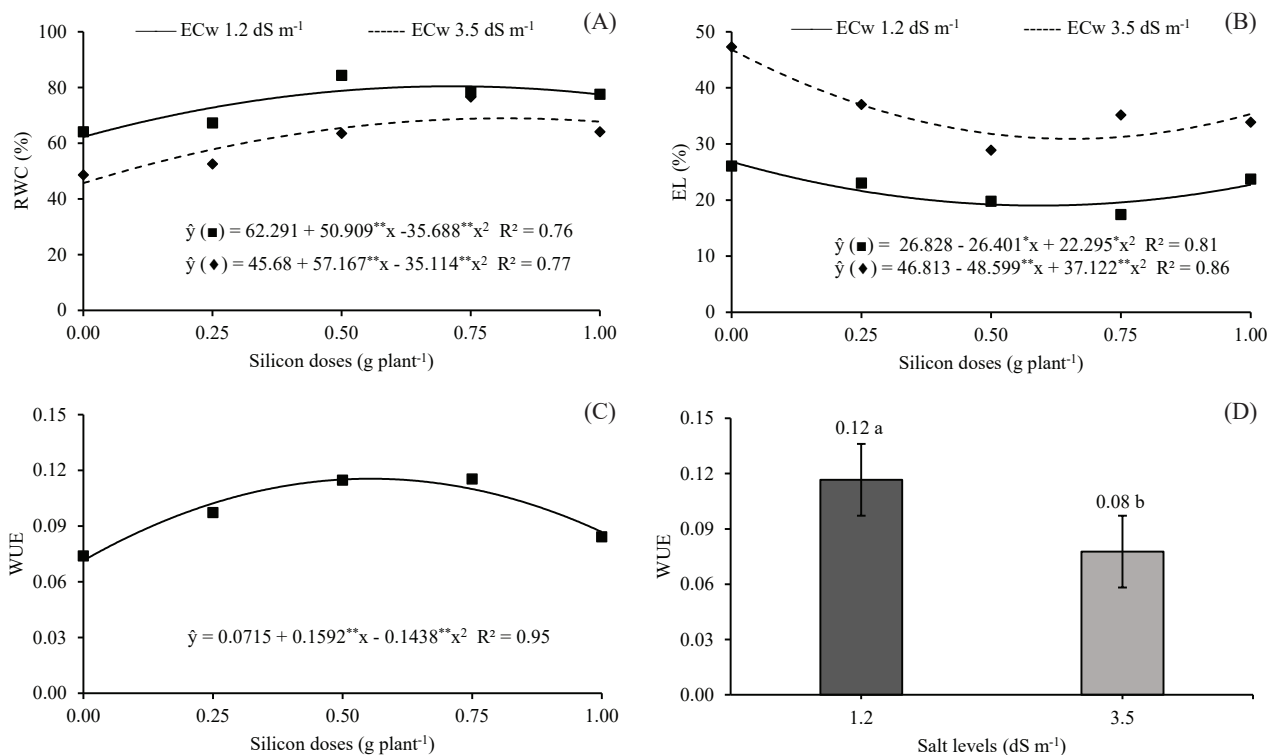 (A)
ECw 1.2 dS m⁻¹ ECw 3.5 dS m⁻¹
100
80
60
40
20
0
RWC (%)
ŷ (■) = 62.291 + 50.909**x -35.688**x² R² = 0.76
ŷ (♦) = 45.68 + 57.167**x - 35.114**x² R² = 0.77
0.00 0.25 0.50 0.75 1.00
Silicon doses (g plant⁻¹)
(B)
ECw 1.2 dS m⁻¹ ECw 3.5 dS m⁻¹
50
40
30
20
10
0
EL (%)
ŷ (■) = 26.828 - 26.401*x + 22.295*x² R² = 0.81
ŷ (♦) = 46.813 - 48.599**x + 37.122**x² R² = 0.86
0.00 0.25 0.50 0.75 1.00
Silicon doses (g plant⁻¹)
(C)
0.15
0.12
0.09
0.06
0.03
0.00
WUE
ŷ = 0.0715 + 0.1592**x - 0.1438**x² R² = 0.95
0.00 0.25 0.50 0.75 1.00
Silicon doses (g plant⁻¹)
(D)
0.15
0.12
0.09
0.06
0.03
0.00
WUE
0.12 a
0.08 b
1.2 3.5
Salt levels (dS m⁻¹)